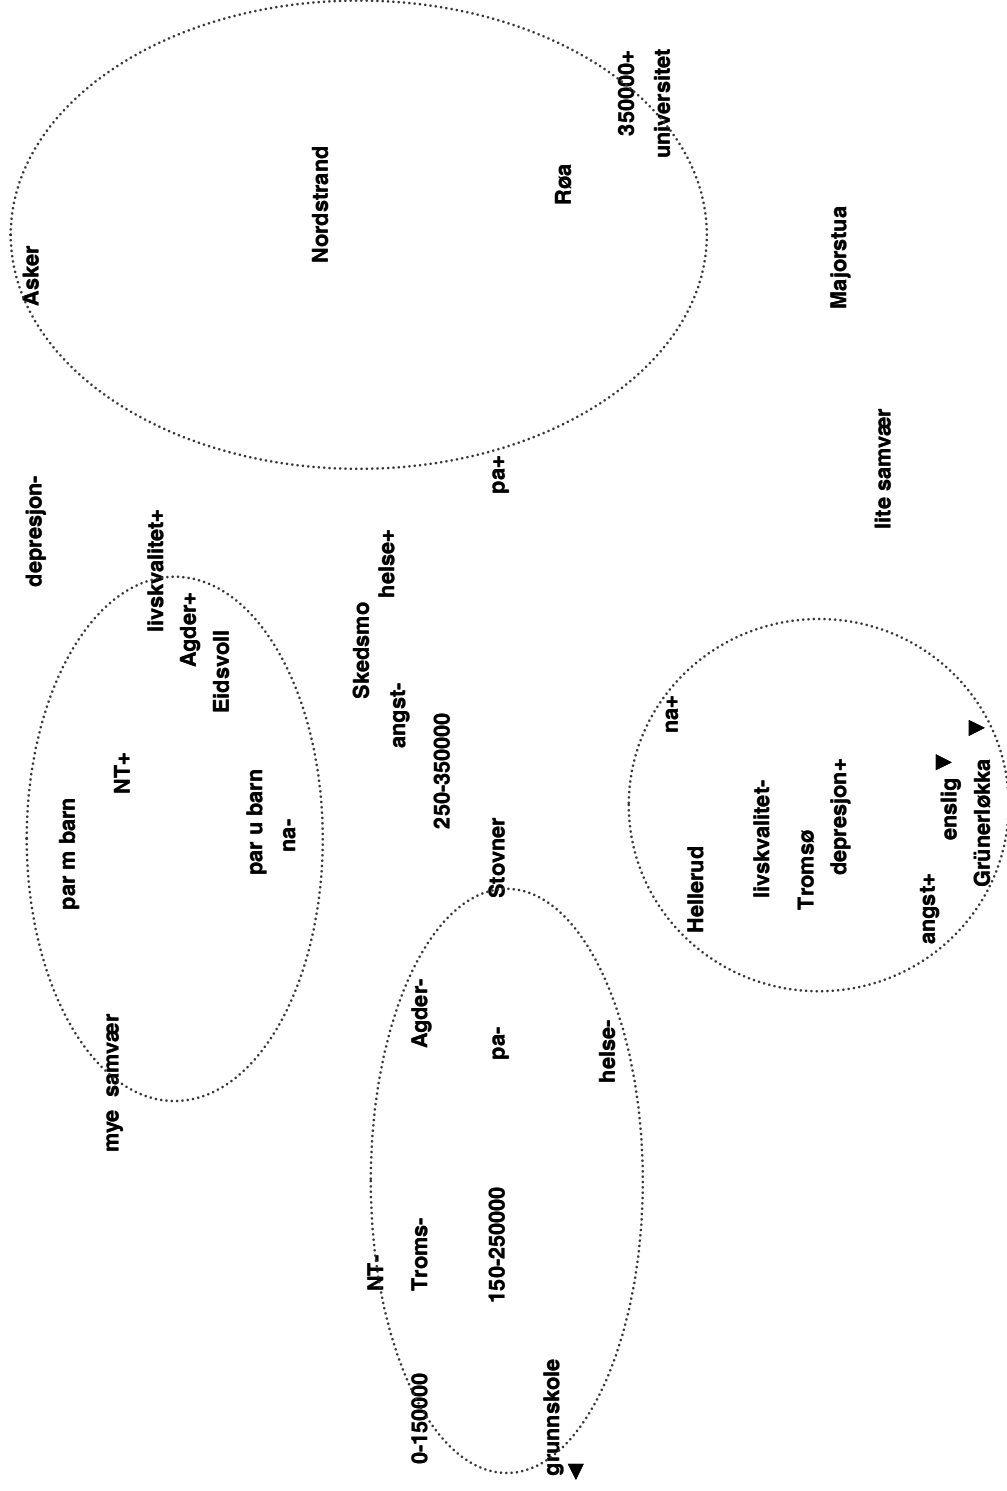 depresjon-
Asker
par m barn
mye samvær
NT+
livskvalitet+
Agder+
Eidsvoll
par u barn
na-
Nordstrand
Skedsmo
NT-
helse+
angst-
0-150000
Troms-
Agder-
250-350000
150-250000
pa-
Stovner
pa+
grunnskole
Røa
helse-
350000+
universitet
na+
Hellerud
livskvalitet-
Tromsø
depresjon+
Majorstua
lite samvær
angst+
enslig
Grünerløkka